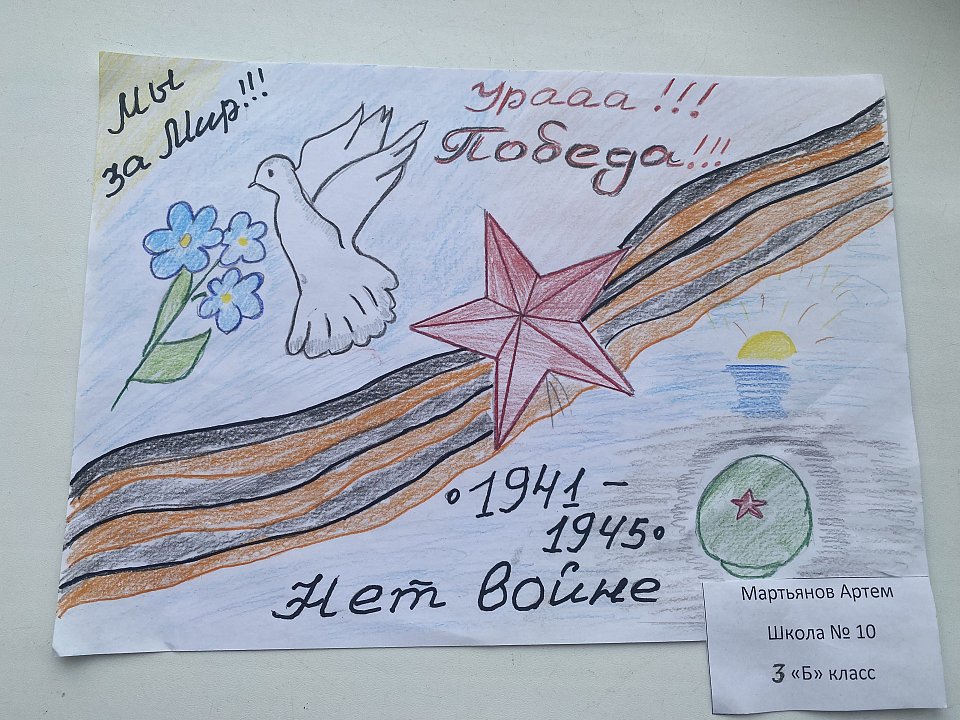 Мы
за Мир!!!
Урааа!!!
Победа!!!
1941-
1945
Нет войне
Мартьянов Артем
Школа № 10
3 «Б» класс